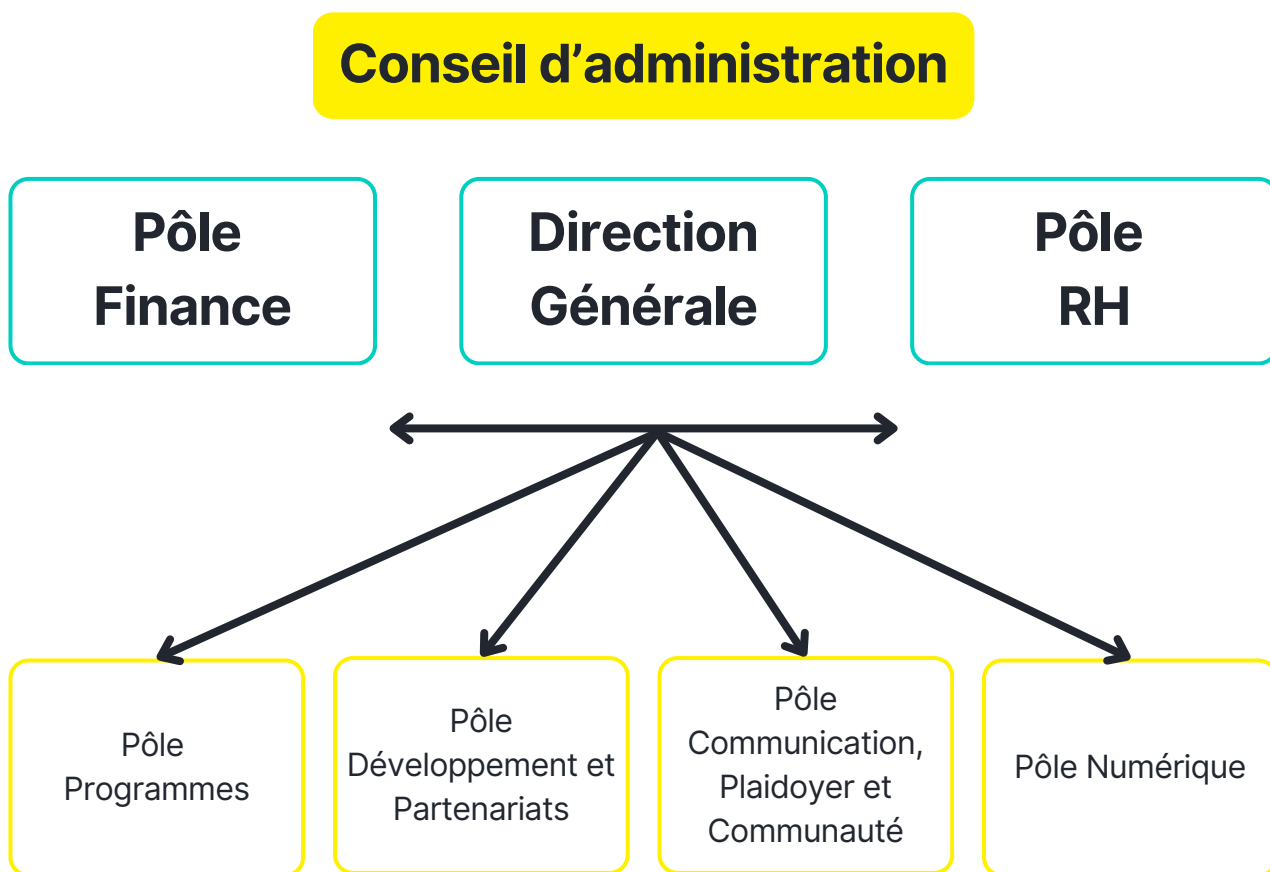 Conseil d’administration
Pôle
Finance
Direction
Générale
Pôle
RH
Pôle
Programmes
Pôle
Développement et
Partenariats
Pôle
Communication,
Plaidoyer et
Communauté
Pôle Numérique